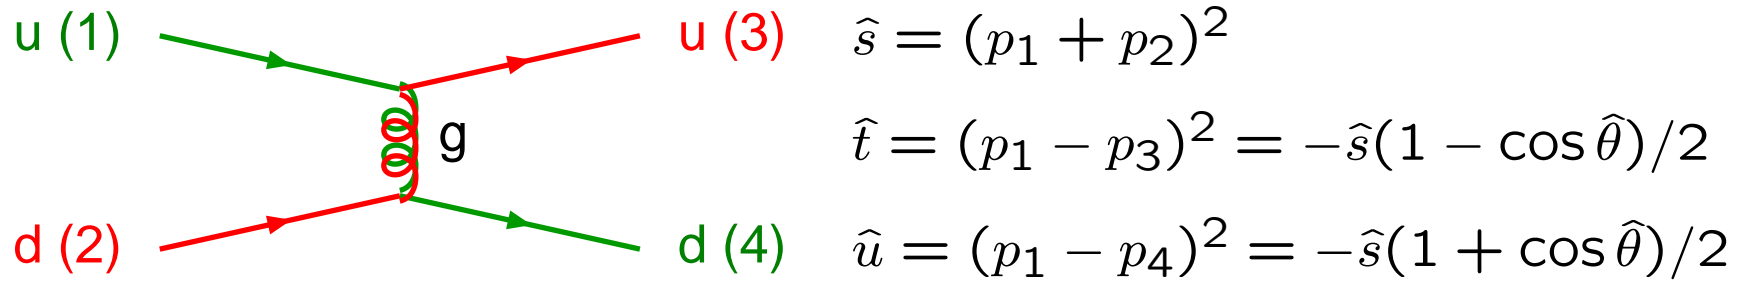 u (1) u (3) ŝ = (p₁ + p₂)²
g t̂ = (p₁ − p₃)² = −ŝ(1 − cos θ̂)/2
d (2) d (4) û = (p₁ − p₄)² = −ŝ(1 + cos θ̂)/2